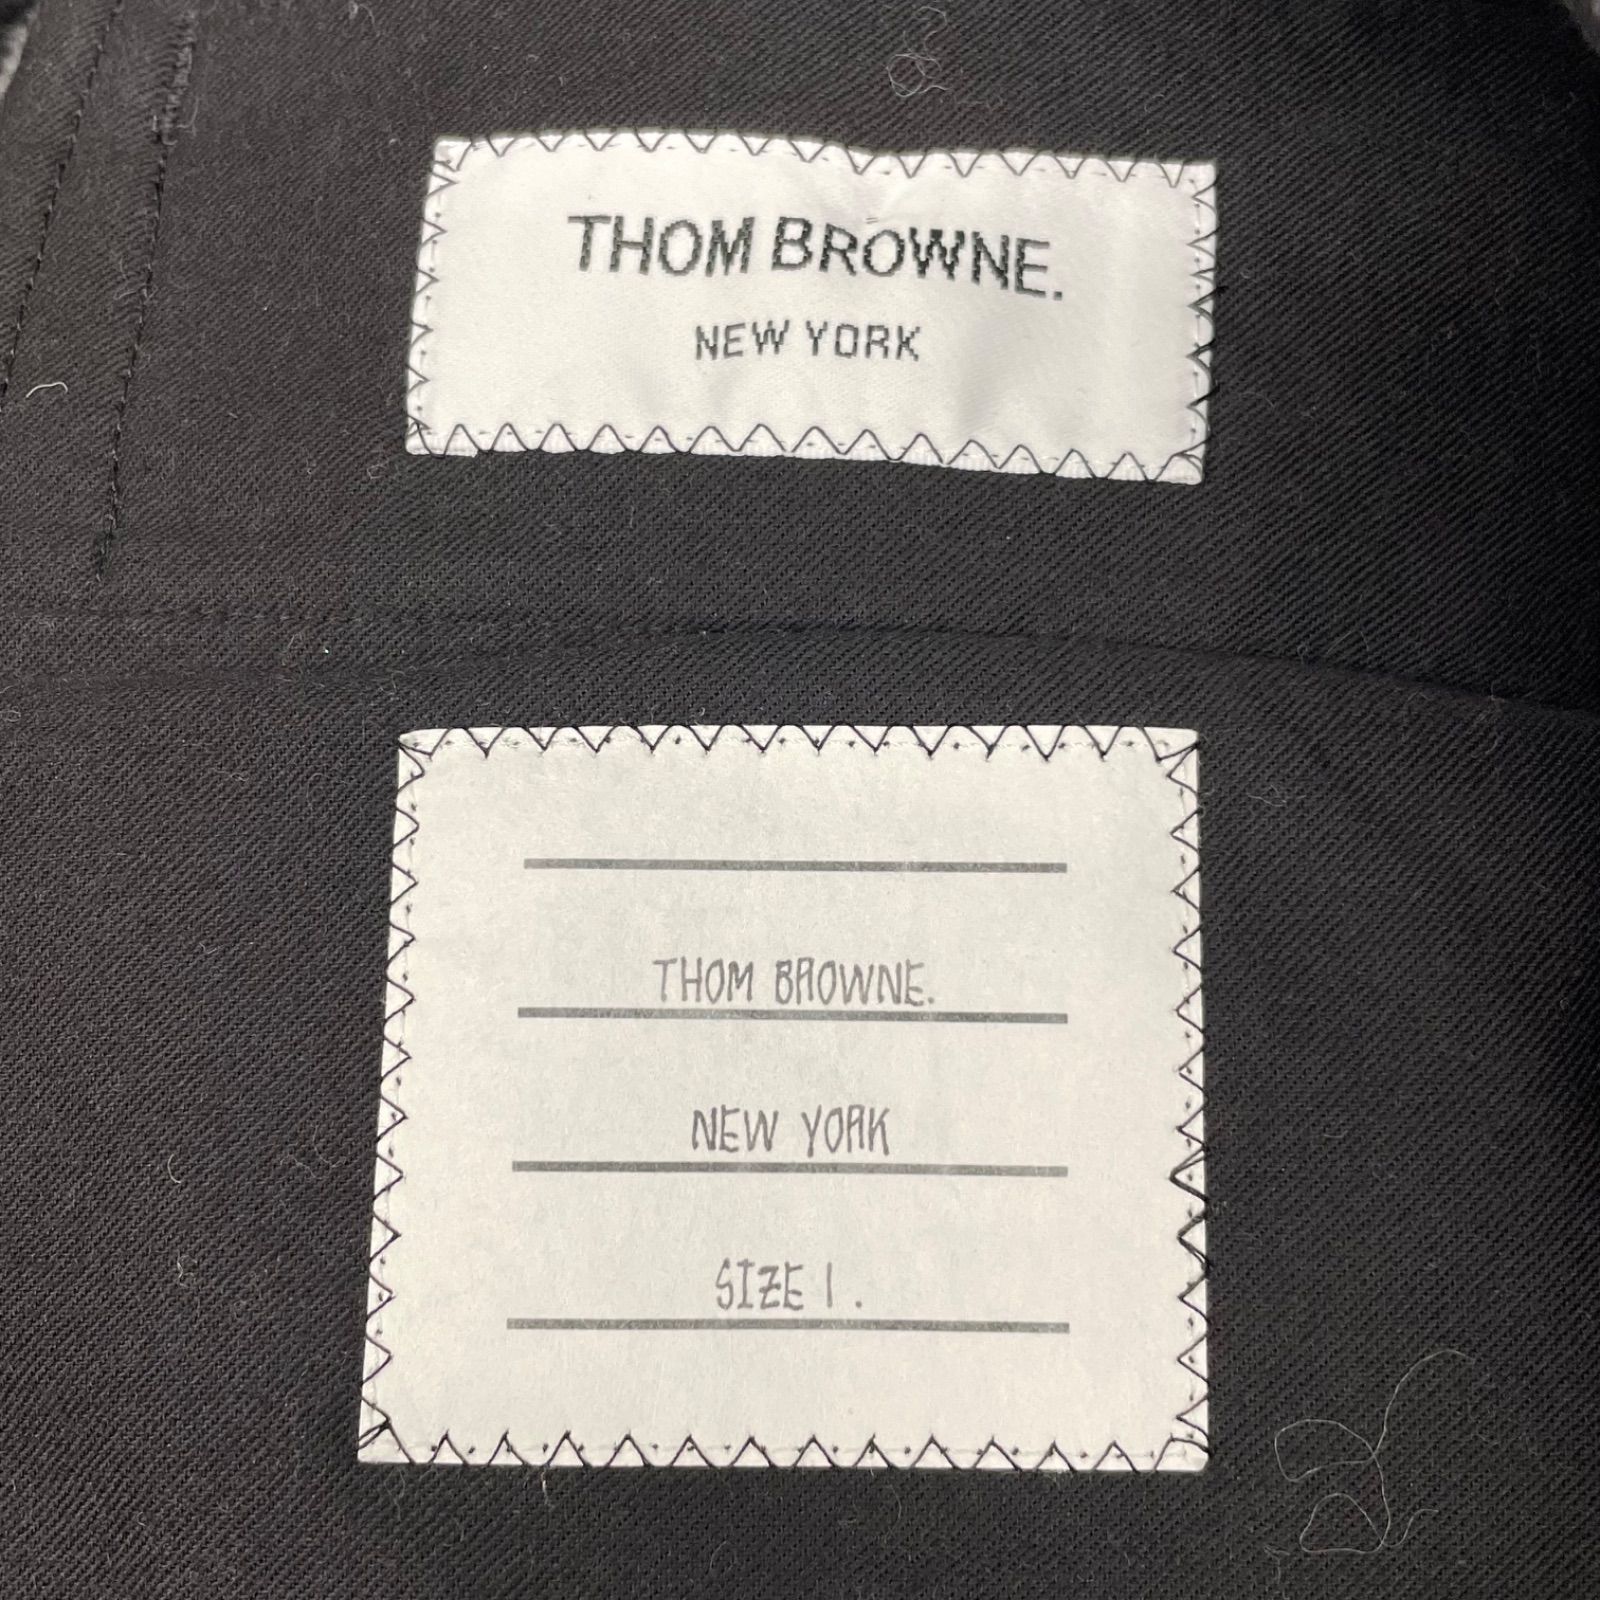 THOM BROWNE.
NEW YORK
THOM BROWNE.
NEW YORK
SIZE 1.